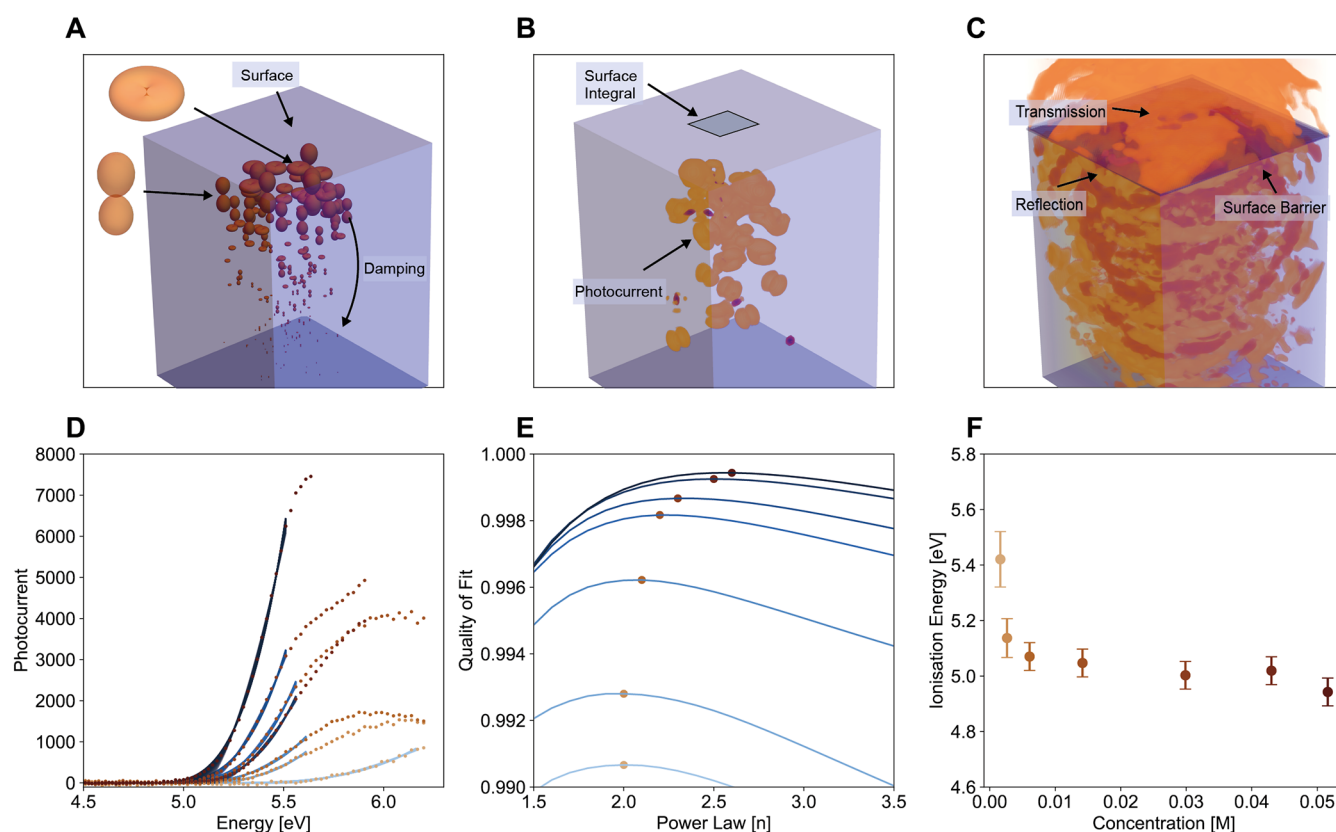 A
B
C
Surface
Damping
Surface
Integral
Photocurrent
Transmission
Reflection
Surface Barrier
D
8000
7000
6000
5000
4000
3000
2000
1000
0
4.5
5.0
5.5
6.0
Photocurrent
Energy [eV]
E
1.000
0.998
0.996
0.994
0.992
0.990
1.5
2.0
2.5
3.0
3.5
Quality of Fit
Power Law [n]
F
5.8
5.6
5.4
5.2
5.0
4.8
4.6
0.00
0.01
0.02
0.03
0.04
0.05
Ionisation Energy [eV]
Concentration [M]